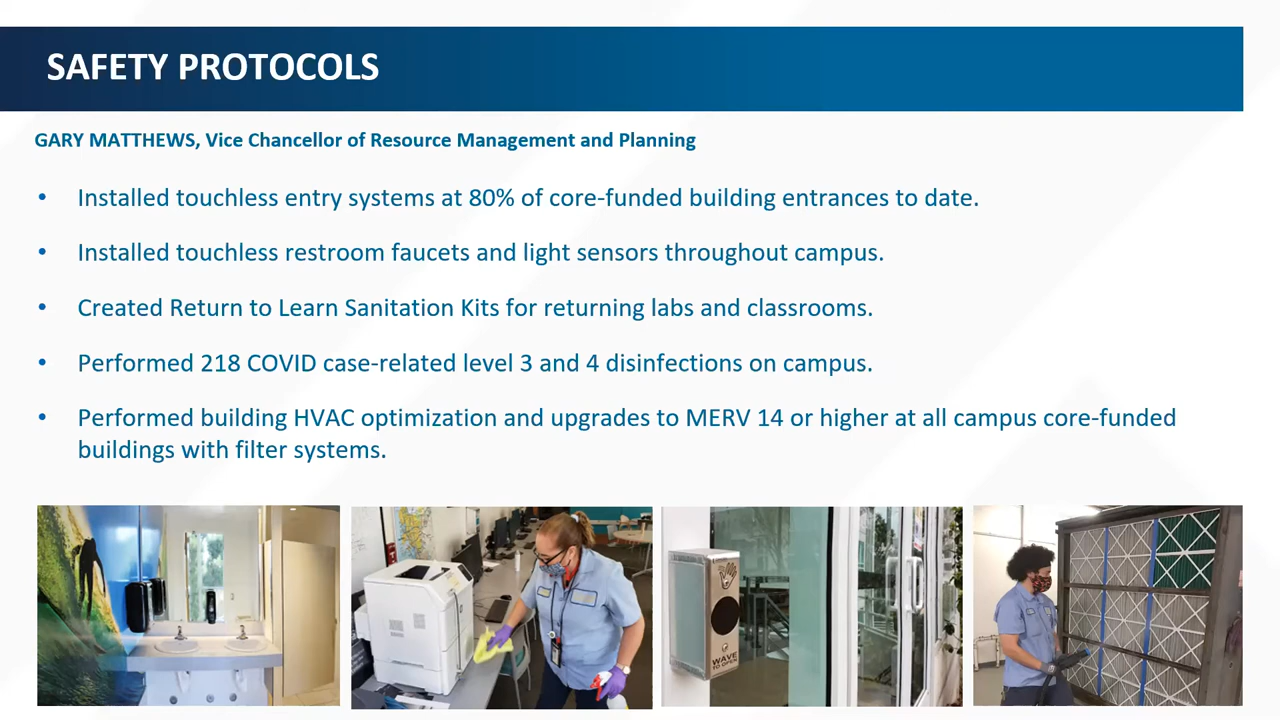 SAFETY PROTOCOLS
GARY MATTHEWS, Vice Chancellor of Resource Management and Planning
• Installed touchless entry systems at 80% of core-funded building entrances to date.
• Installed touchless restroom faucets and light sensors throughout campus.
• Created Return to Learn Sanitation Kits for returning labs and classrooms.
• Performed 218 COVID case-related level 3 and 4 disinfections on campus.
• Performed building HVAC optimization and upgrades to MERV 14 or higher at all campus core-funded
buildings with filter systems.
WAVE
TO OPEN